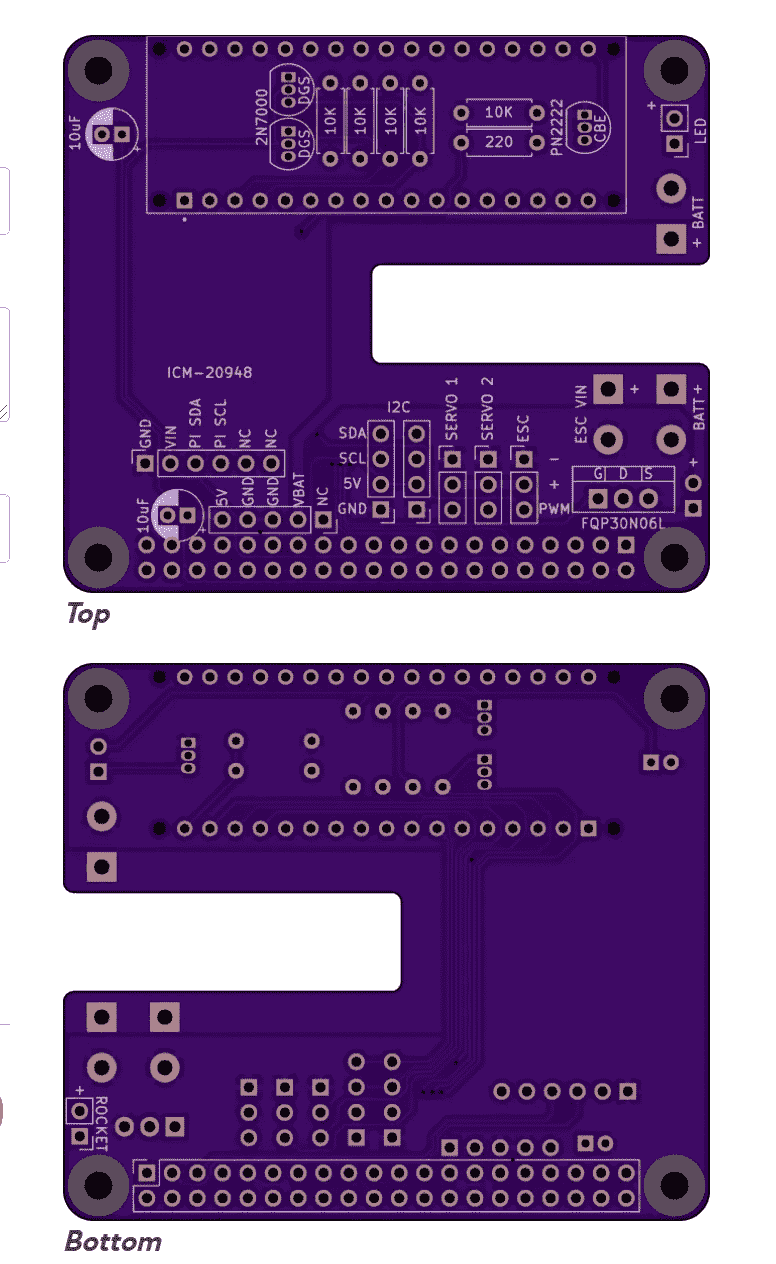 10uF
+
2N7000
DGS
DGS
10K
10K
10K
10K
10K
220
PN2222
CBE
+
LED
BATT
+
ICM-20948
GND
VIN
PI SDA
PI SCL
NC
NC
I2C
SDA
SCL
5V
GND
SERVO 1
SERVO 2
ESC
-
+
PWM
ESC VIN
+
BATT
+
+
G D S
FQP30N06L
10uF
+
5V
GND
GND
VBAT
NC
Top
+
ROCKET
Bottom